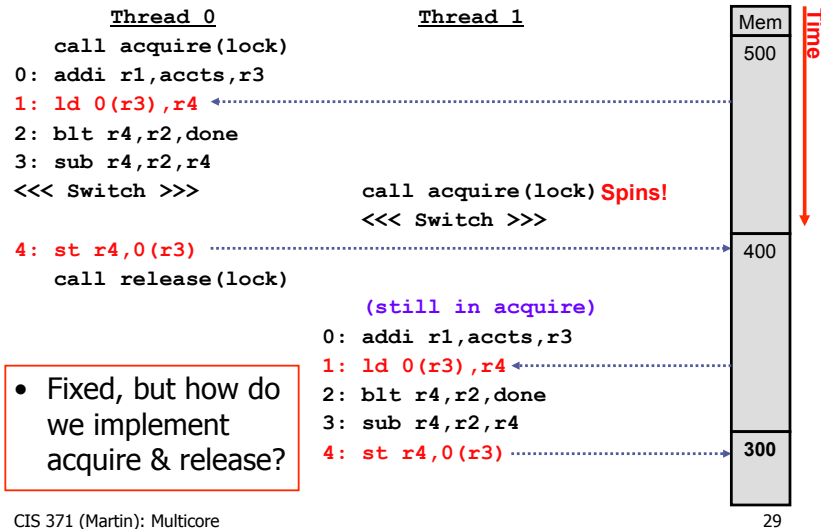 Thread 0 Thread 1 Mem
Time
call acquire(lock) 500
0: addi r1,accts,r3
1: ld 0(r3),r4
2: blt r4,r2,done
3: sub r4,r2,r4
<<< Switch >>> call acquire(lock) Spins!
<<< Switch >>>
4: st r4,0(r3) 400
call release(lock)
(still in acquire)
0: addi r1,accts,r3
1: ld 0(r3),r4
2: blt r4,r2,done
3: sub r4,r2,r4
4: st r4,0(r3) 300
• Fixed, but how do
we implement
acquire & release?
CIS 371 (Martin): Multicore 29